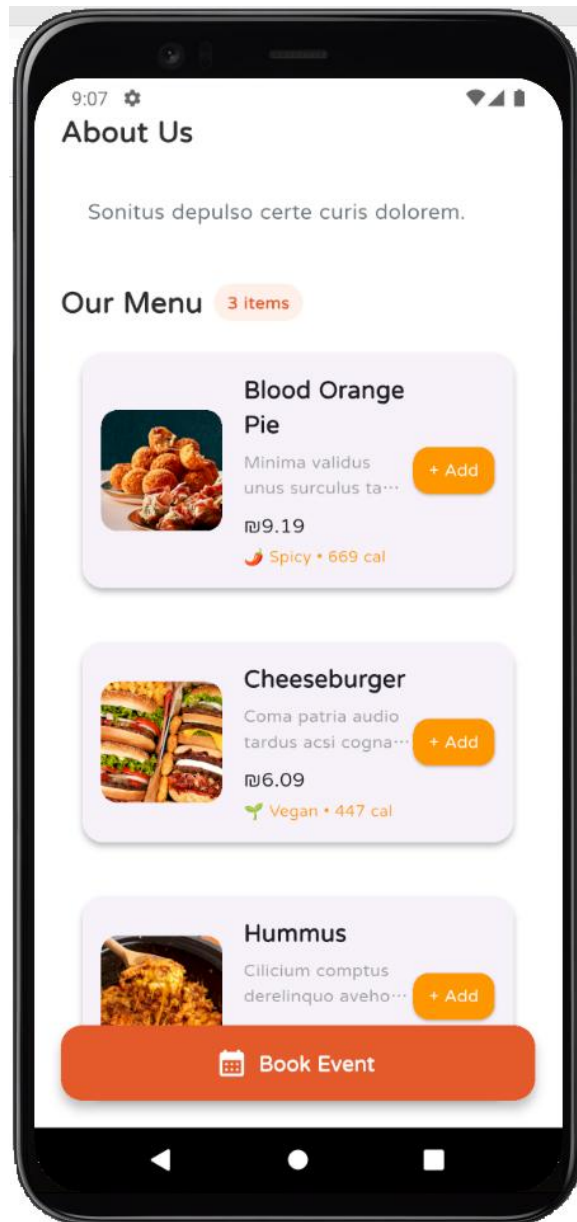 9:07
About Us
Sonitus depulso certe curis dolorem.
Our Menu 3 items
Blood Orange
Pie
Minima validus
unus surculus ta…
+ Add
₪9.19
🌶️ Spicy • 669 cal
Cheeseburger
Coma patria audio
tardus acsi cogna…
+ Add
₪6.09
🌱 Vegan • 447 cal
Hummus
Cilicium comptus
derelinquo aveho…
+ Add
Book Event